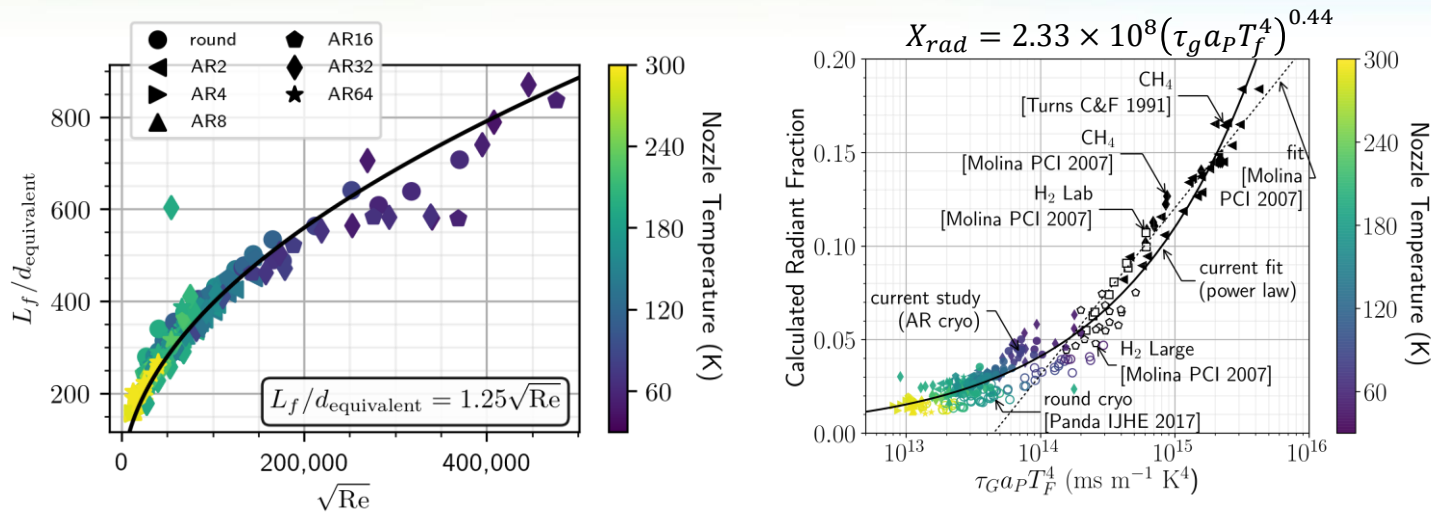 round
AR2
AR4
AR8
AR16
AR32
AR64
800
600
400
200
L_f/d_equivalent
L_f/d_equivalent = 1.25√Re
0
200,000
400,000
√Re
300
240
180
120
60
Nozzle Temperature (K)
X_rad = 2.33 × 10^8(τ_g a_P T_f^4)^0.44
0.20
0.15
0.10
0.05
0.00
Calculated Radiant Fraction
CH₄
[Turns C&F 1991]
CH₄
[Molina PCI 2007]
H₂ Lab
[Molina PCI 2007]
fit
[Molina
PCI 2007]
current fit
(power law)
current study
(AR cryo)
H₂ Large
[Molina PCI 2007]
round cryo
[Panda IJHE 2017]
10^13
10^14
10^15
10^16
τ_G a_P T_F^4 (ms m^−1 K^4)
300
240
180
120
60
Nozzle Temperature (K)